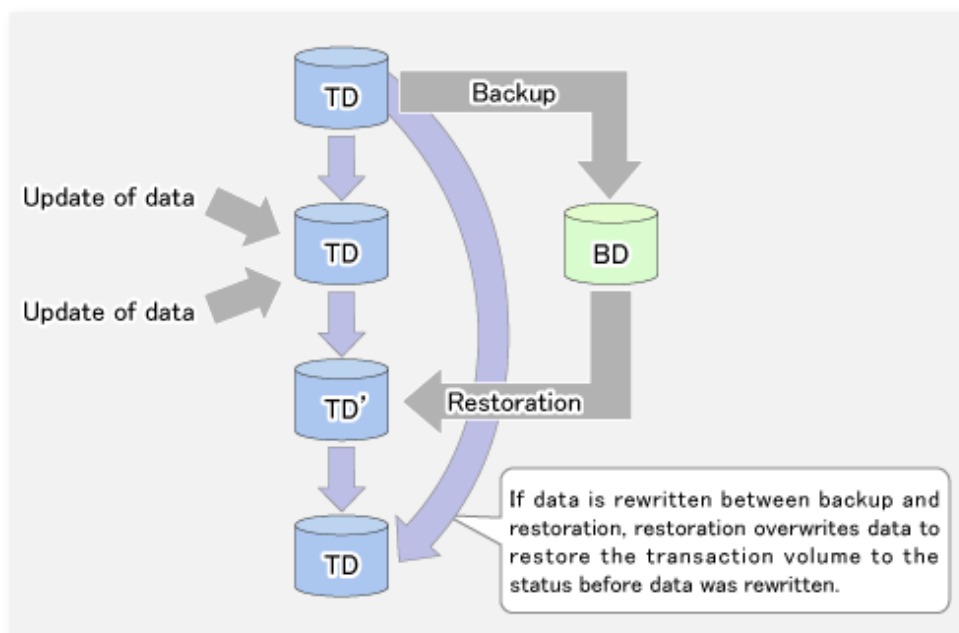 TD
Backup
Update of data
TD
BD
Update of data
TD’
Restoration
If data is rewritten between backup and
restoration, restoration overwrites data to
restore the transaction volume to the
status before data was rewritten.
TD